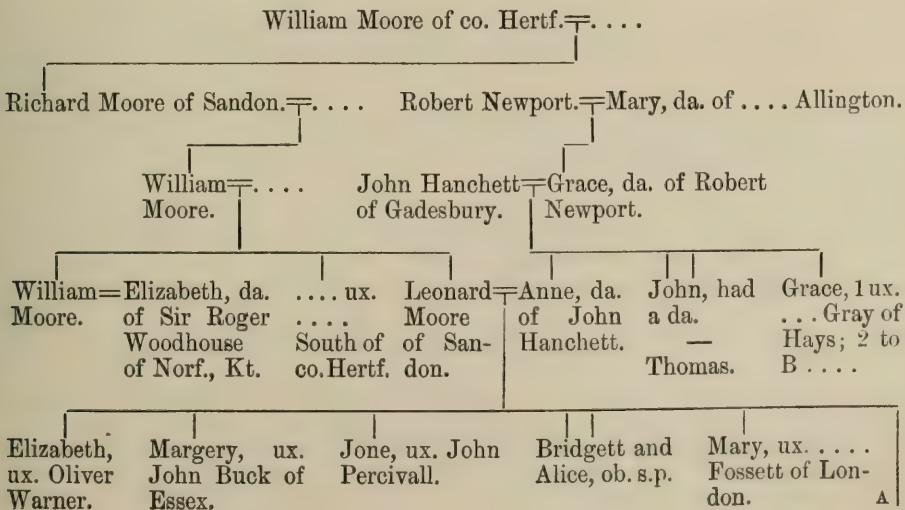 William Moore of co. Hertf.=. . . .
Richard Moore of Sandon.=. . . .
Robert Newport.=Mary, da. of . . . . Allington.
William=. . . .
Moore.
John Hanchett=Grace, da. of Robert
of Gadesbury. Newport.
William=Elizabeth, da.
Moore. of Sir Roger
Woodhouse
of Norf., Kt.
. . . . ux.
. . . .
South of
co. Hertf.
Leonard=Anne, da.
Moore of John
of San- Hanchett.
don.
John, had
a da.
—
Thomas.
Grace, 1 ux.
. . . Gray of
Hays; 2 to
B . . . .
Elizabeth,
ux. Oliver
Warner.
Margery, ux.
John Buck of
Essex.
Jone, ux. John
Percivall.
Bridgett and
Alice, ob. s.p.
Mary, ux. . . . .
Fossett of Lon-
don.
A